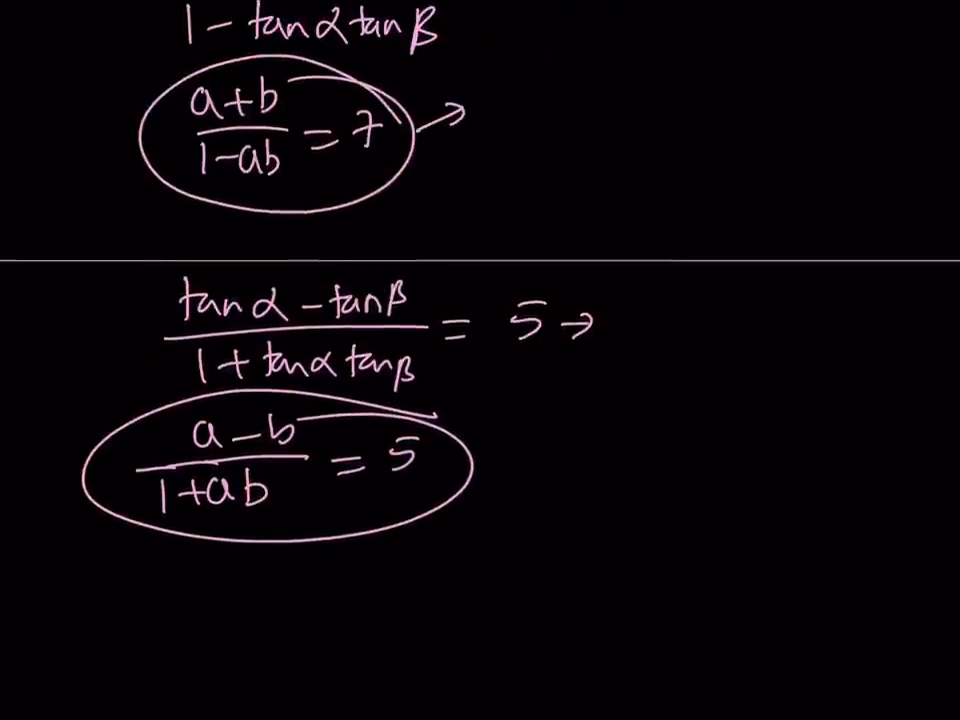 1 - tanα tanβ
a+b
= 7 →
1-ab
tanα - tanβ
= 5 →
1 + tanα tanβ
a - b
= 5
1+ab